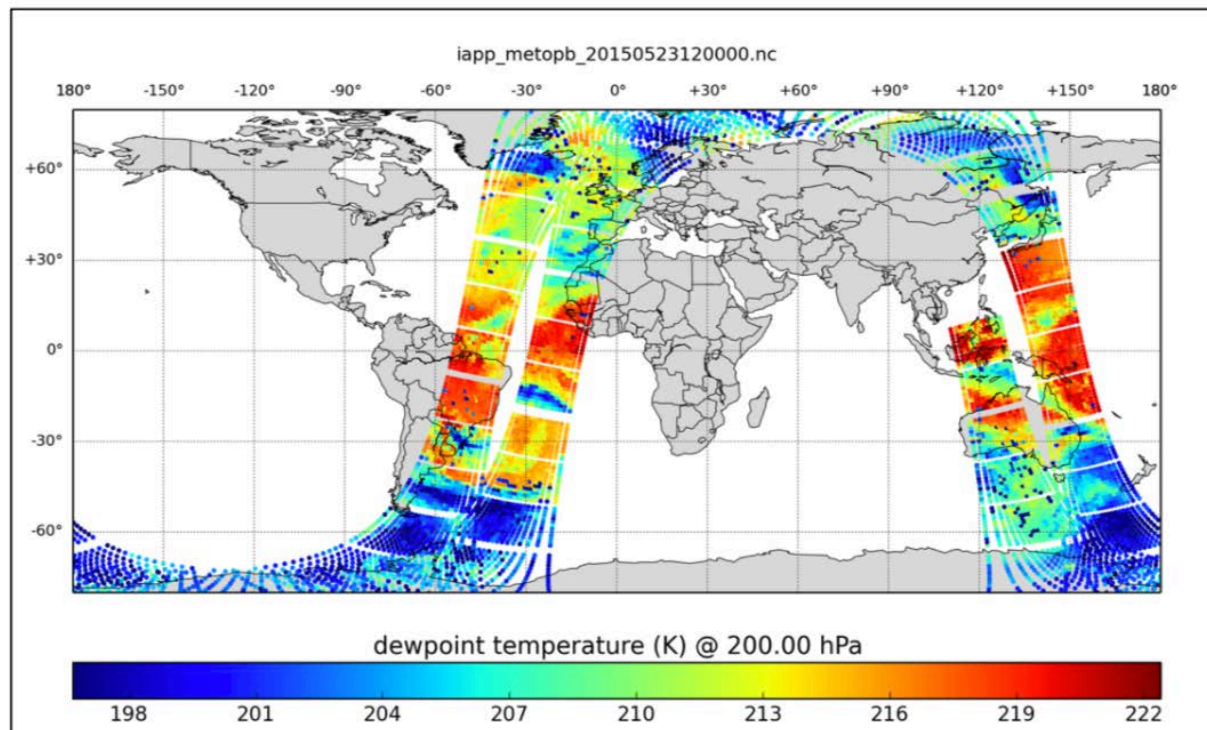 iapp_metopb_20150523120000.nc
180° -150° -120° -90° -60° -30° 0° +30° +60° +90° +120° +150° 180°
+60°
+30°
0°
-30°
-60°
dewpoint temperature (K) @ 200.00 hPa
198 201 204 207 210 213 216 219 222